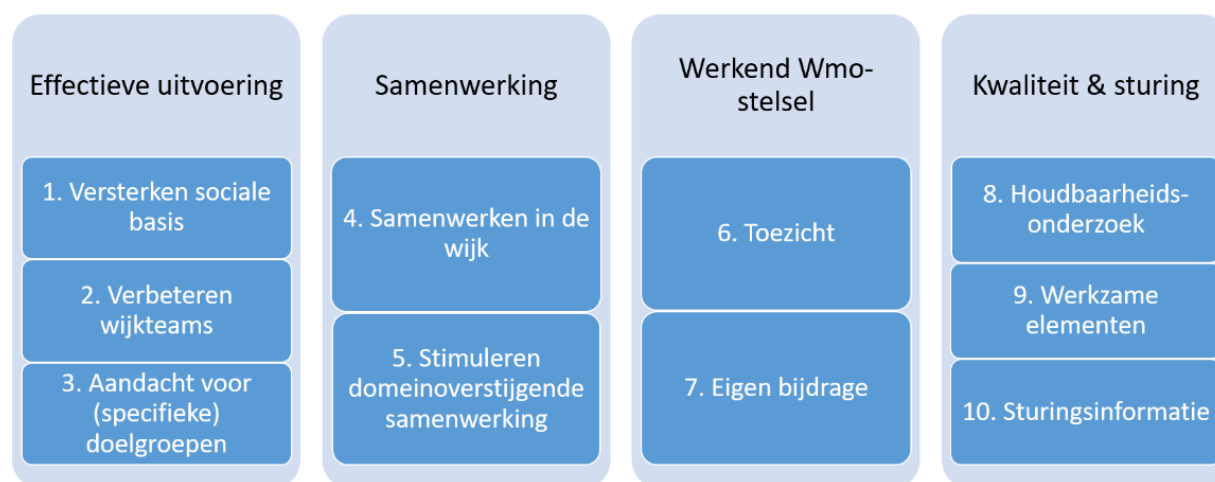 Effectieve uitvoering
1. Versterken sociale
basis
2. Verbeteren
wijkteams
3. Aandacht voor
(specifieke)
doelgroepen
Samenwerking
4. Samenwerken in de
wijk
5. Stimuleren
domeinoverstijgende
samenwerking
Werkend Wmo-
stelsel
6. Toezicht
7. Eigen bijdrage
Kwaliteit & sturing
8. Houdbaarheids-
onderzoek
9. Werkzame
elementen
10. Sturingsinformatie